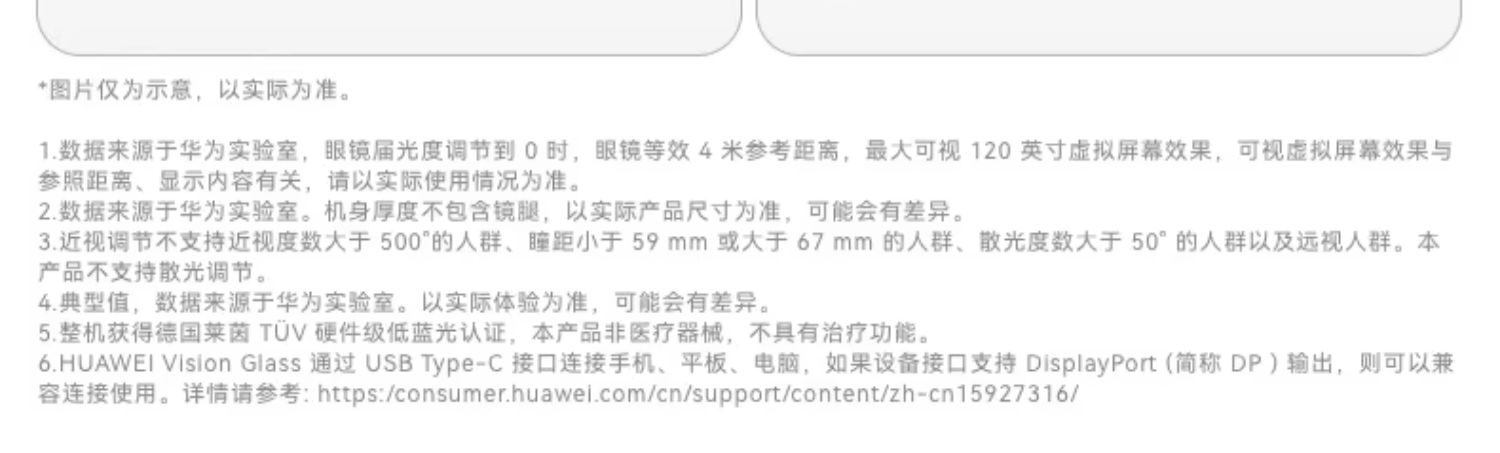 *图片仅为示意，以实际为准。
1.数据来源于华为实验室，眼镜届光度调节到 0 时，眼镜等效 4 米参考距离，最大可视 120 英寸虚拟屏幕效果，可视虚拟屏幕效果与
参照距离、显示内容有关，请以实际使用情况为准。
2.数据来源于华为实验室。机身厚度不包含镜腿，以实际产品尺寸为准，可能会有差异。
3.近视调节不支持近视度数大于 500°的人群、瞳距小于 59 mm 或大于 67 mm 的人群、散光度数大于 50° 的人群以及远视人群。本
产品不支持散光调节。
4.典型值，数据来源于华为实验室。以实际体验为准，可能会有差异。
5.整机获得德国莱茵 TÜV 硬件级低蓝光认证，本产品非医疗器械，不具有治疗功能。
6.HUAWEI Vision Glass 通过 USB Type-C 接口连接手机、平板、电脑，如果设备接口支持 DisplayPort (简称 DP ) 输出，则可以兼
容连接使用。详情请参考: https:/consumer.huawei.com/cn/support/content/zh-cn15927316/